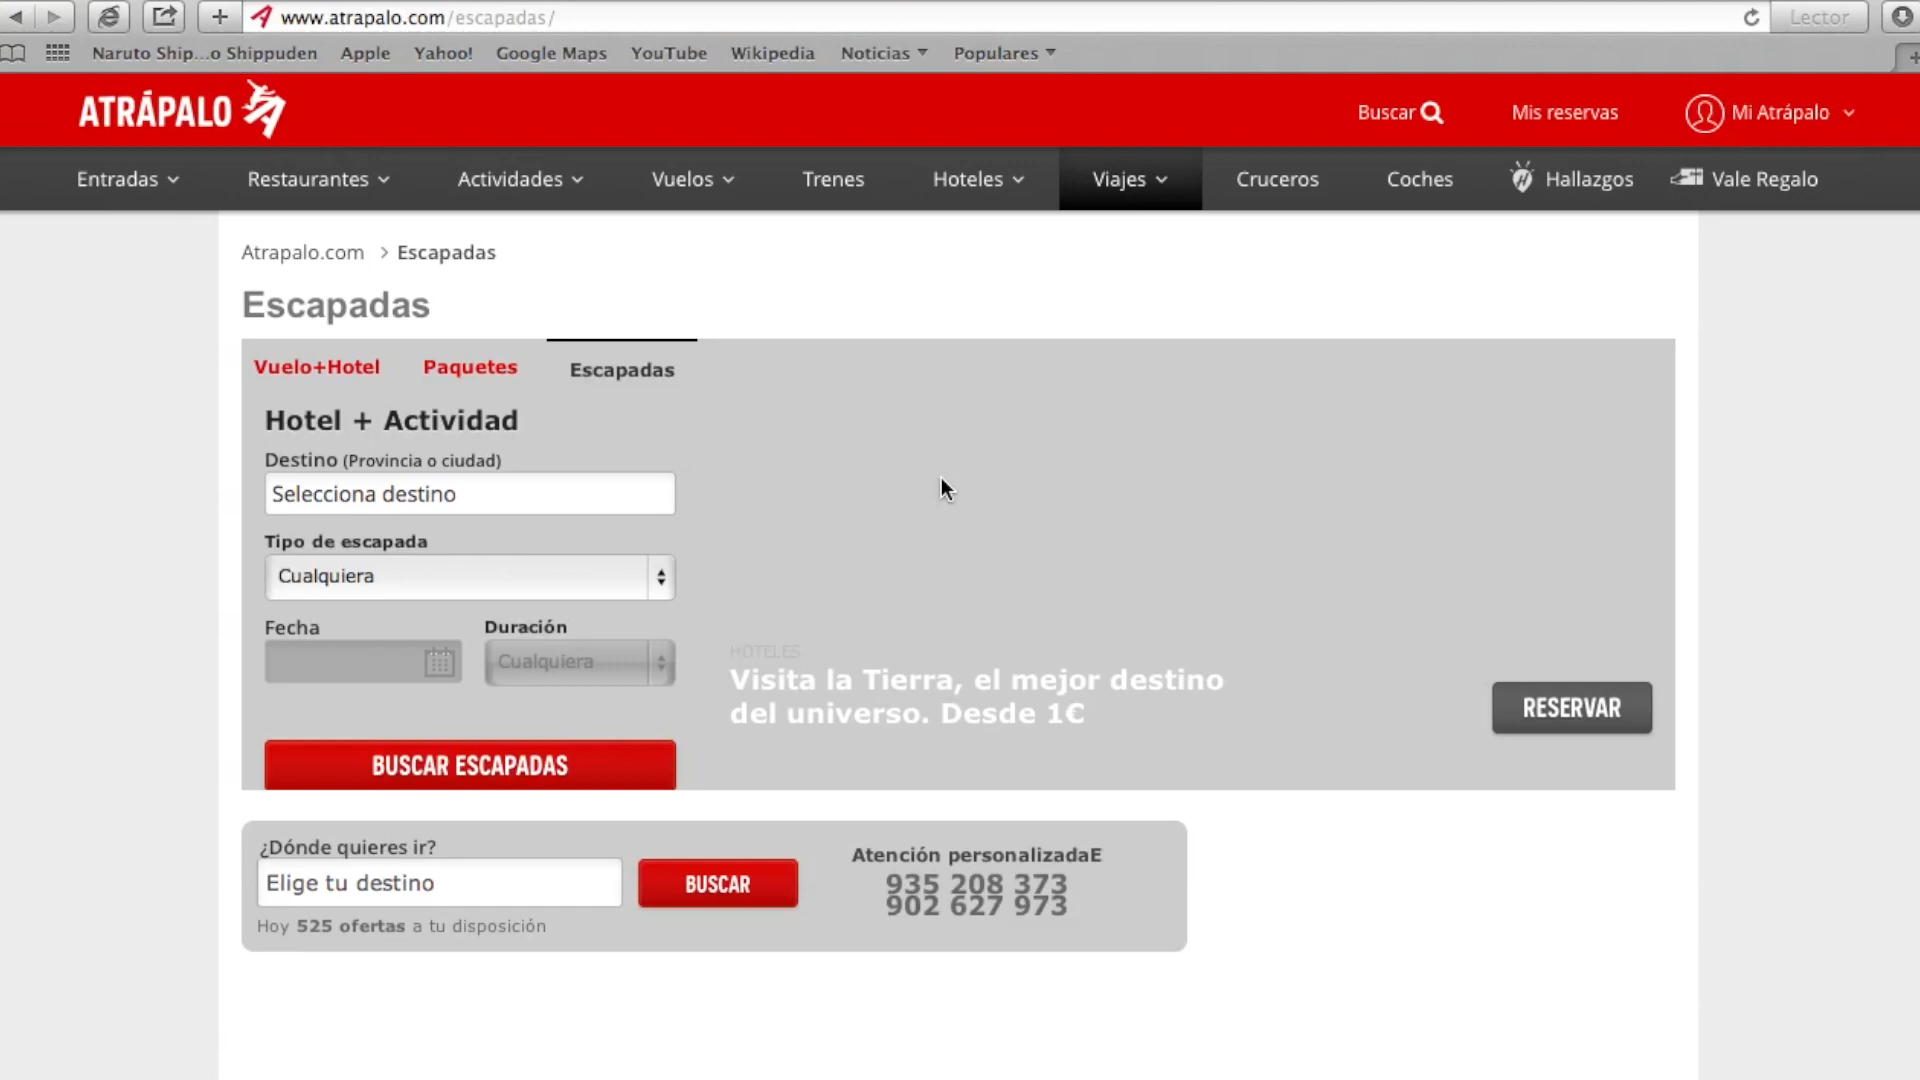 www.atrapalo.com/escapadas/
Lector
Naruto Ship...o Shippuden Apple Yahoo! Google Maps YouTube Wikipedia Noticias Populares
ATRÁPALO
Buscar Mis reservas Mi Atrápalo
Entradas Restaurantes Actividades Vuelos Trenes Hoteles Viajes Cruceros Coches Hallazgos Vale Regalo
Atrapalo.com > Escapadas
Escapadas
Vuelo+Hotel Paquetes Escapadas
Hotel + Actividad
Destino (Provincia o ciudad)
Selecciona destino
Tipo de escapada
Cualquiera
Fecha Duración
Cualquiera
HOTELES
Visita la Tierra, el mejor destino
del universo. Desde 1€
RESERVAR
BUSCAR ESCAPADAS
¿Dónde quieres ir?
Elige tu destino
BUSCAR
Hoy 525 ofertas a tu disposición
Atención personalizadaE
935 208 373
902 627 973